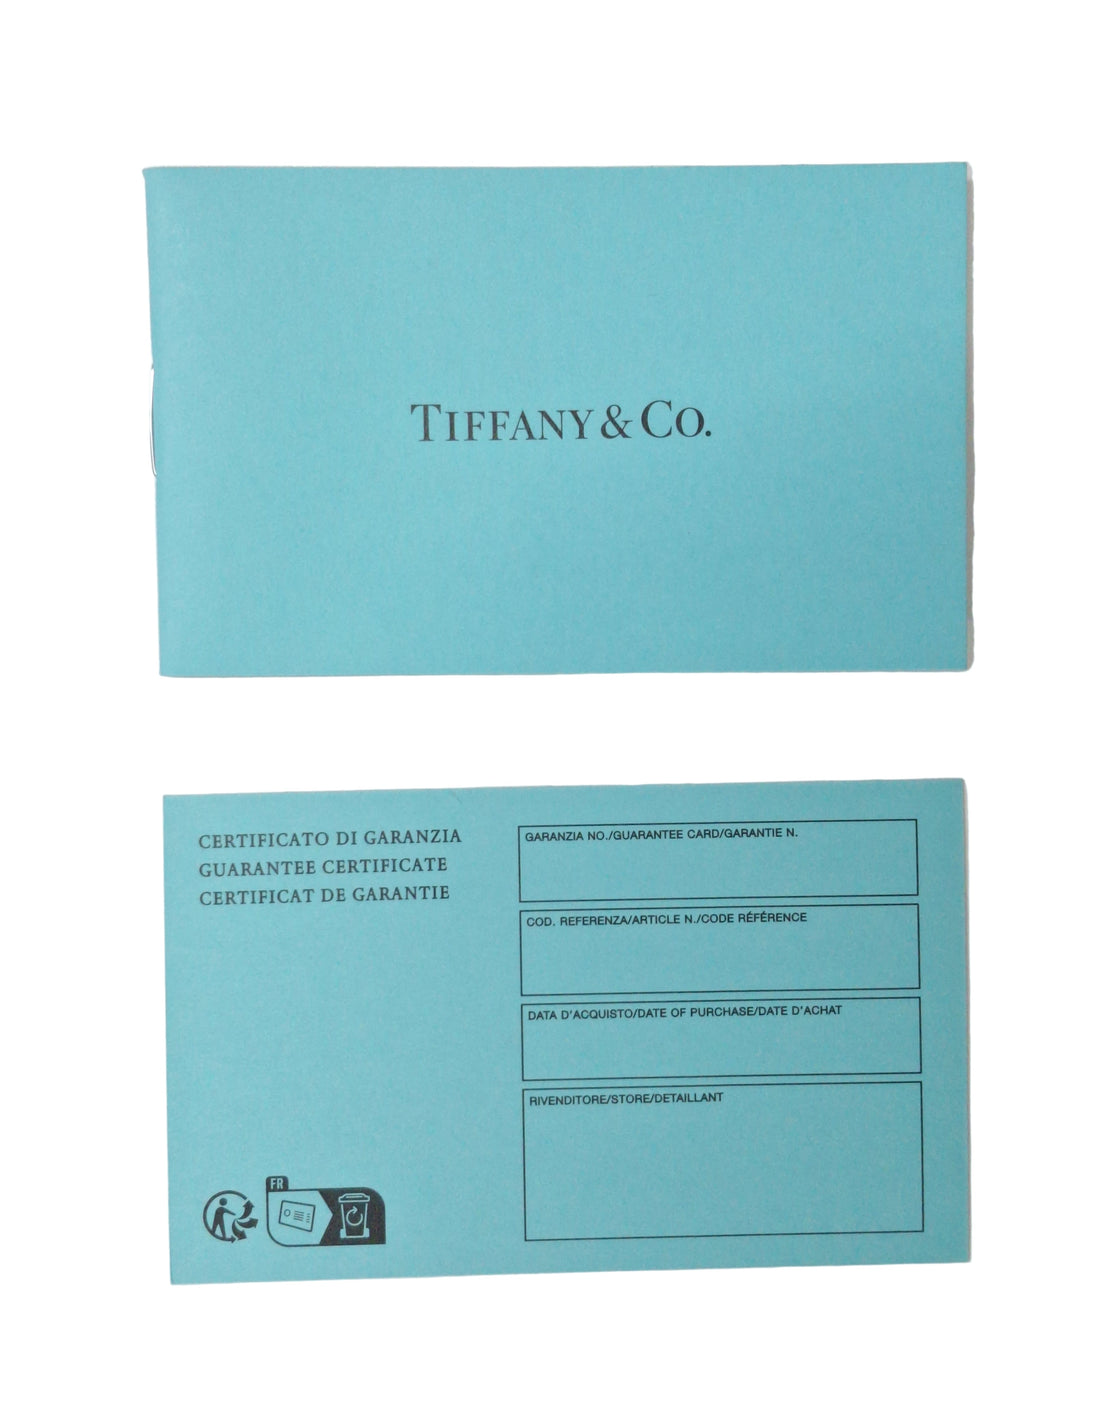 TIFFANY & CO.
CERTIFICATO DI GARANZIA
GUARANTEE CERTIFICATE
CERTIFICAT DE GARANTIE
GARANZIA NO./GUARANTEE CARD/GARANTIE N.
COD. REFERENZA/ARTICLE N./CODE RÉFÉRENCE
DATA D'ACQUISTO/DATE OF PURCHASE/DATE D'ACHAT
RIVENDITORE/STORE/DETAILLANT
FR